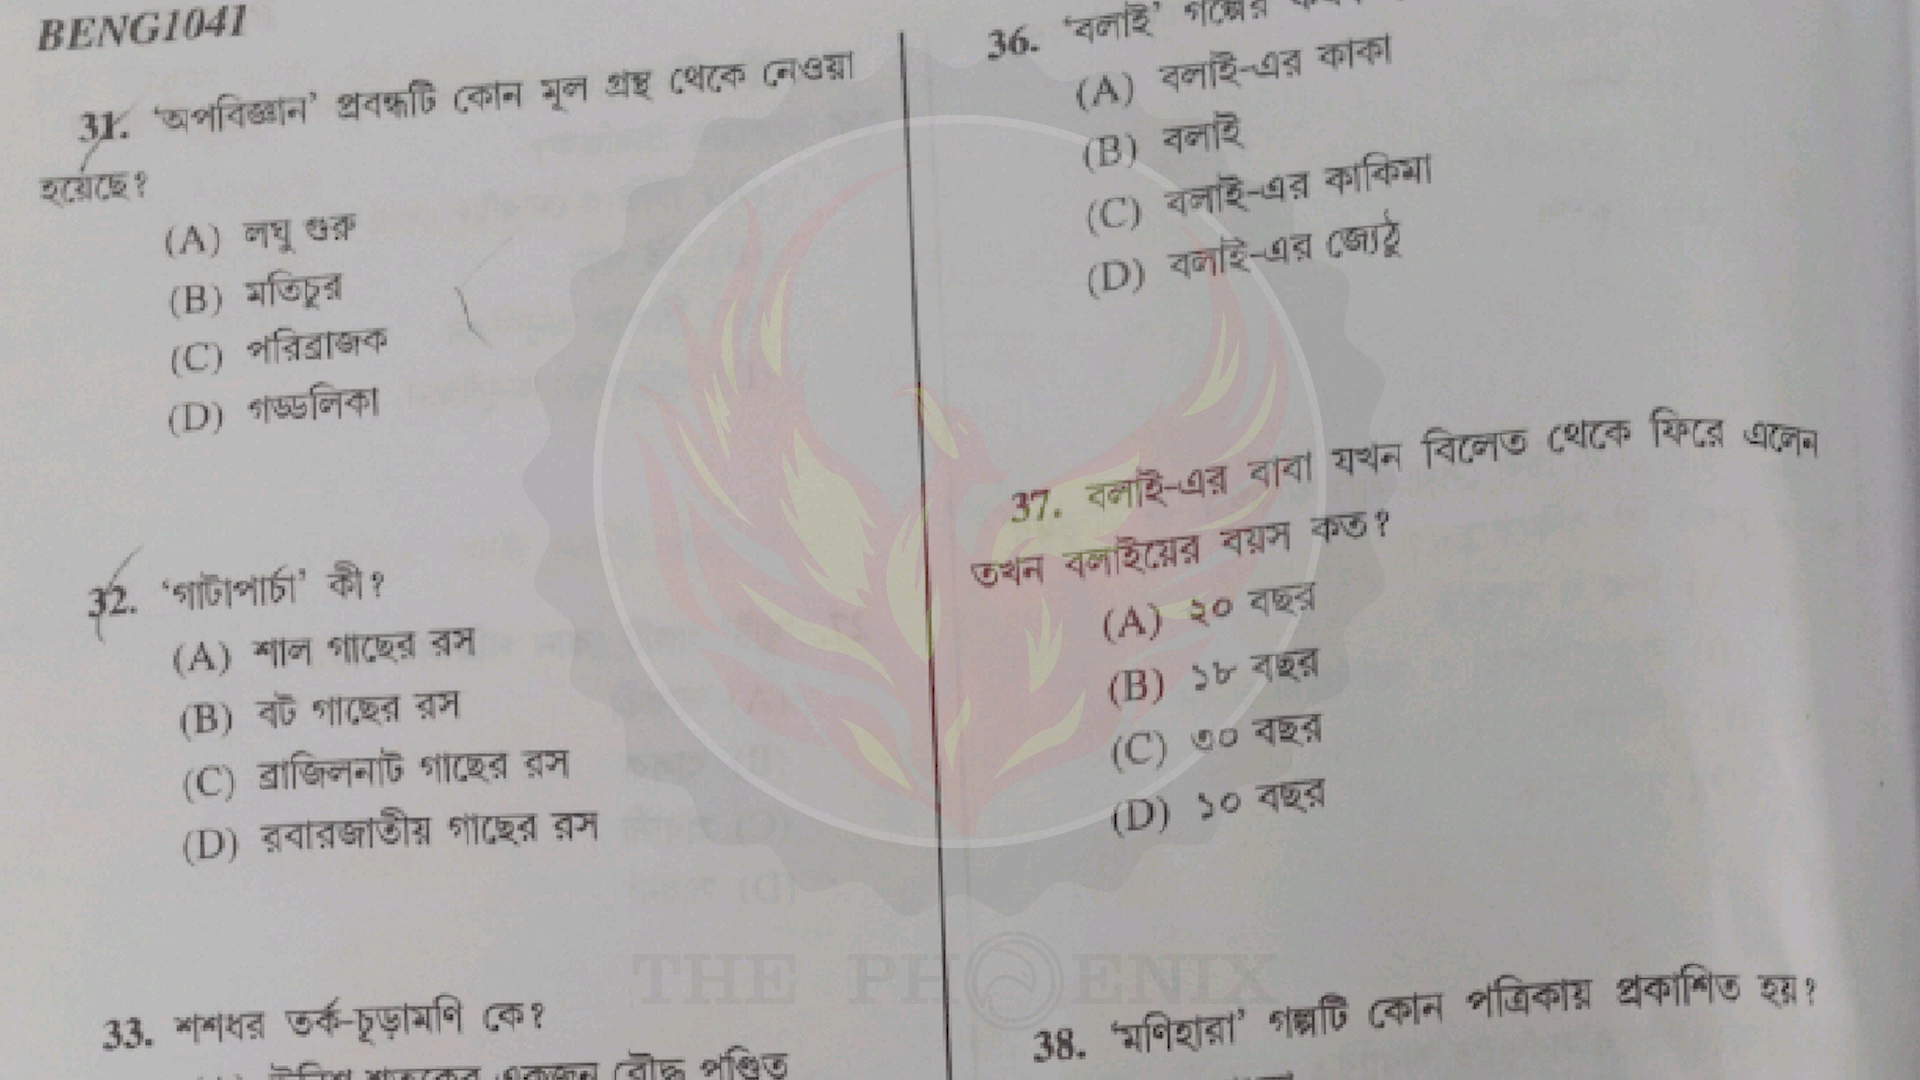 BENG1041
31. ‘অপবিজ্ঞান’ প্রবন্ধটি কোন মূল গ্রন্থ থেকে নেওয়া
হয়েছে?
(A) লঘু গুরু
(B) মতিচুর
(C) পরিব্রাজক
(D) গড্ডলিকা
32. ‘গাটাপার্চা’ কী?
(A) শাল গাছের রস
(B) বট গাছের রস
(C) ব্রাজিলনাট গাছের রস
(D) রবারজাতীয় গাছের রস
33. শশধর তর্ক-চূড়ামণি কে?
একজন বৌদ্ধ পণ্ডিত
36. ‘বলাই’ গল্পের
(A) বলাই-এর কাকা
(B) বলাই
(C) বলাই-এর কাকিমা
(D) বলাই-এর জ্যেঠু
37. বলাই-এর বাবা যখন বিলেত থেকে ফিরে এলেন
তখন বলাইয়ের বয়স কত?
(A) ২০ বছর
(B) ১৮ বছর
(C) ৩০ বছর
(D) ১০ বছর
38. ‘মণিহারা’ গল্পটি কোন পত্রিকায় প্রকাশিত হয়?
THE PHOENIX